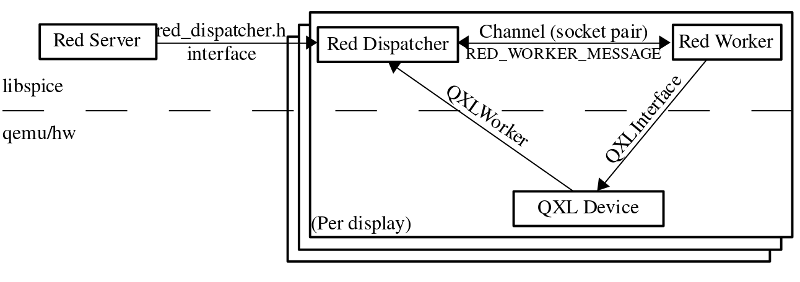 Red Server
red_dispatcher.h
interface
Red Dispatcher
Channel (socket pair)
RED_WORKER_MESSAGE
Red Worker
libspice
qemu/hw
QXLWorker
QXLInterface
QXL Device
(Per display)